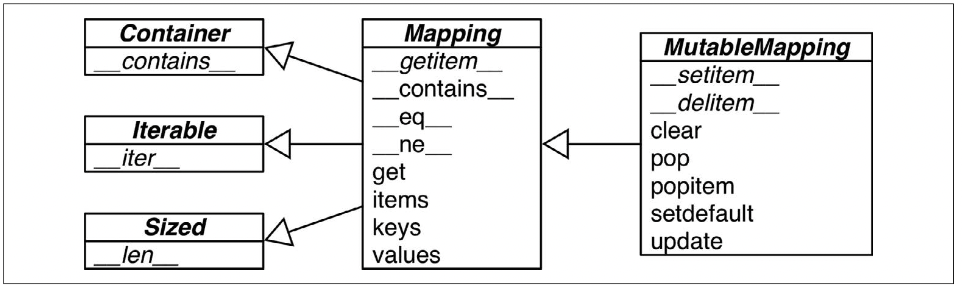 Container
__contains__
Iterable
__iter__
Sized
__len__
Mapping
__getitem__
__contains__
__eq__
__ne__
get
items
keys
values
MutableMapping
__setitem__
__delitem__
clear
pop
popitem
setdefault
update